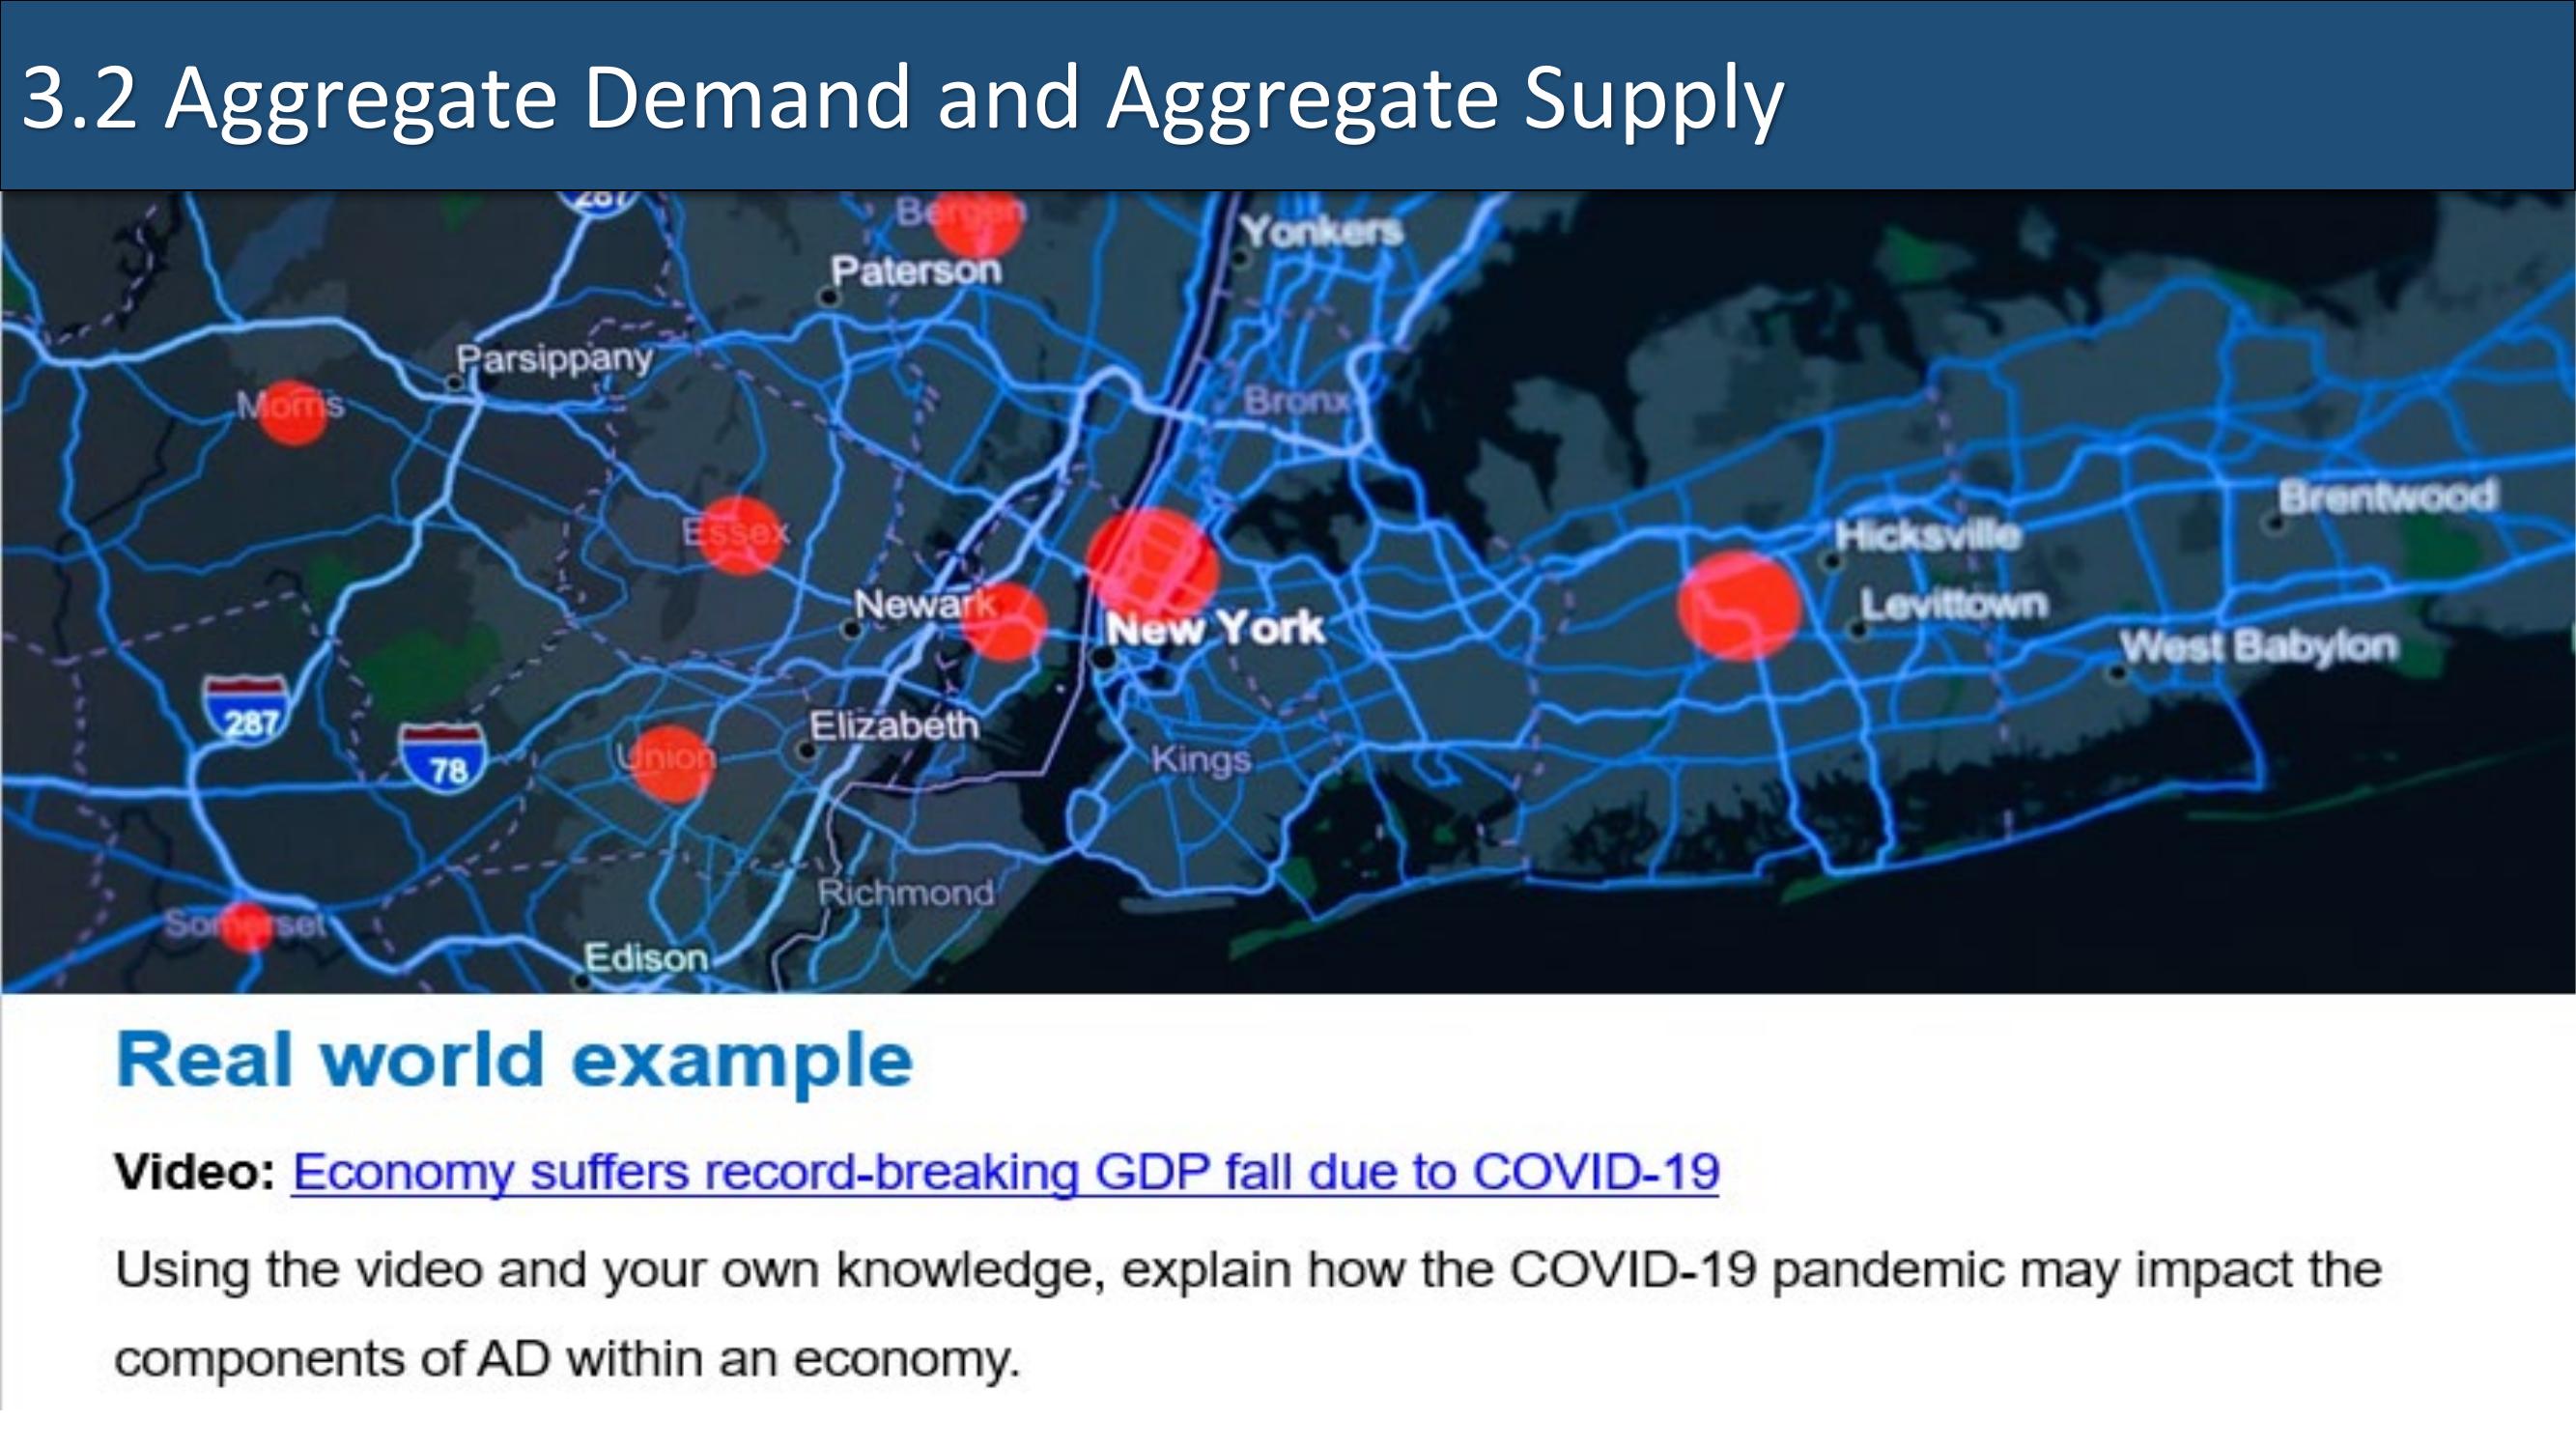 3.2 Aggregate Demand and Aggregate Supply
287
Bergen
Yonkers
Paterson
Parsippany
Morris
Bronx
Brentwood
Essex
Hicksville
Newark
Levittown
New York
West Babylon
287
Elizabeth
78
Union
Kings
Richmond
Somerset
Edison
Real world example
Video: Economy suffers record-breaking GDP fall due to COVID-19
Using the video and your own knowledge, explain how the COVID-19 pandemic may impact the
components of AD within an economy.